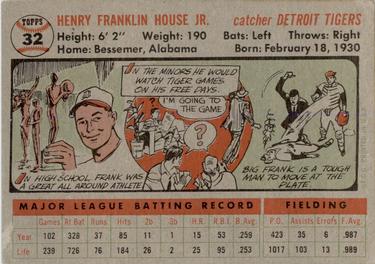 TOPPS
32
HENRY FRANKLIN HOUSE JR. catcher DETROIT TIGERS
Height: 6' 2" Weight: 190 Bats: Left Throws: Right
Home: Bessemer, Alabama Born: February 18, 1930
IN THE MINORS HE WOULD
WATCH TIGER GAMES
ON HIS FREE DAYS.
I'M GOING TO
THE GAME
?
IN HIGH SCHOOL, FRANK WAS
A GREAT ALL AROUND ATHLETE
BIG FRANK IS A TOUGH
MAN TO MOVE AT THE
PLATE!
MAJOR LEAGUE BATTING RECORD FIELDING
Games At Bat Runs Hits 2b 3b H.R. R.B.I. B.Avg. P.O. Assists Errors F.Avg.
Year 102 328 37 85 11 1 15 53 .259 423 35 6 .987
Life 239 726 76 184 26 2 25 95 .253 1017 63 13 .989